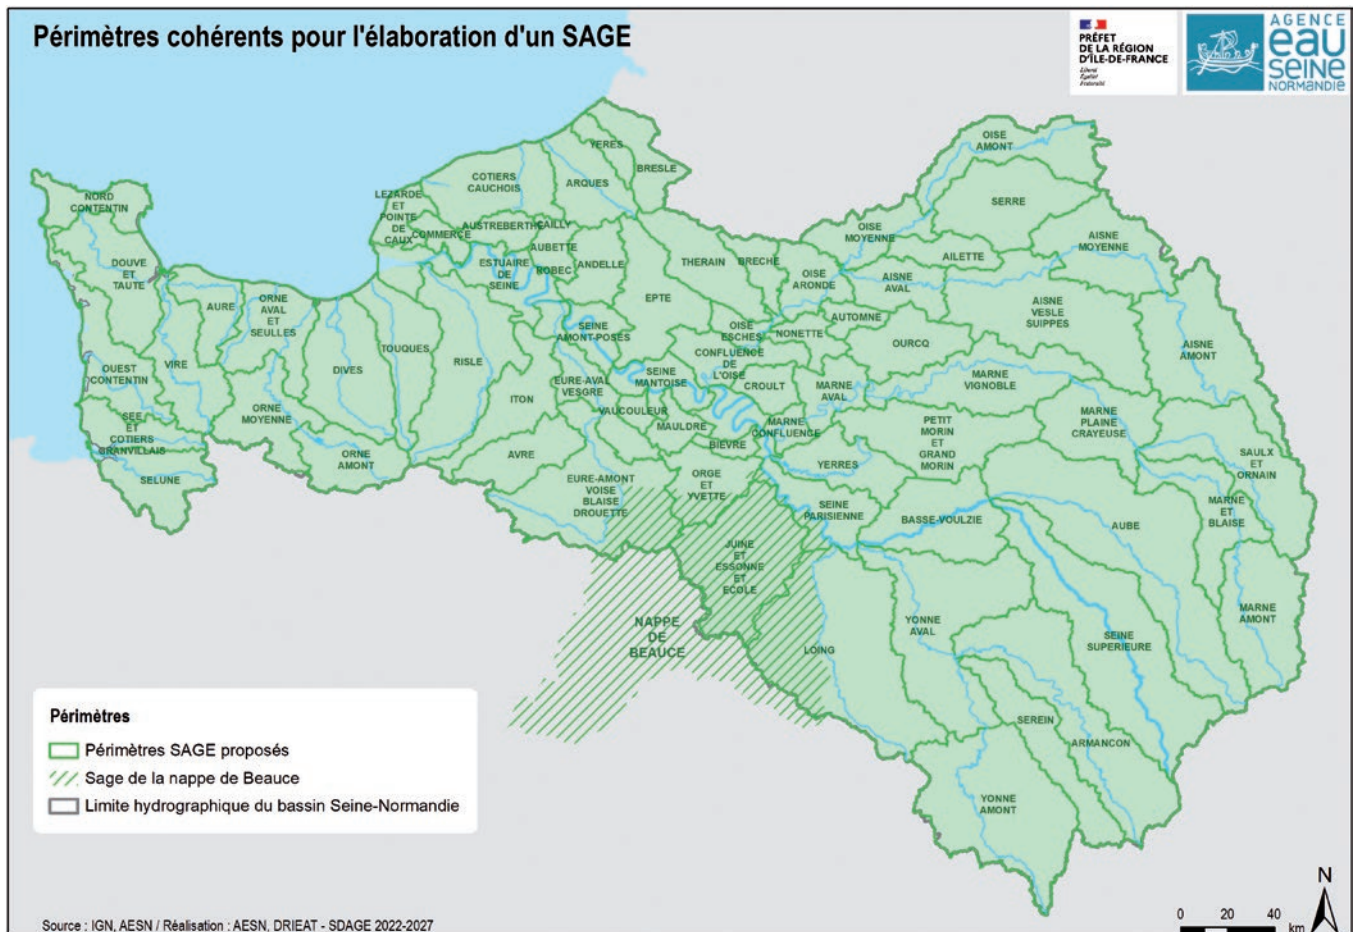 Périmètres cohérents pour l'élaboration d'un SAGE
PRÉFET
DE LA RÉGION
D'ÎLE-DE-FRANCE
Liberté
Égalité
Fraternité
AGENCE
eau
SEINE
NORMANDIE
OISE
AMONT
YERES
BRESLE
COTIERS
CAUCHOIS
ARQUES
SERRE
NORD
CONTENTIN
LEZARDE
ET
POINTE
DE
CAUX
COMMERCE
AUSTREBERTHE
CAILLY
AUBETTE
ROBEC
ANDELLE
ESTUAIRE
DE
SEINE
OISE
MOYENNE
AISNE
MOYENNE
AILETTE
DOUVE
ET
TAUTE
THERAIN
BRECHE
OISE
ARONDE
AISNE
AVAL
AURE
ORNE
AVAL
ET
SEULLES
EPTE
AISNE
VESLE
SUIPPES
AUTOMNE
OISE
ESCHES
NONETTE
OURCQ
AISNE
AMONT
SEINE
AMONT-POSES
CONFLUENCE
DE
L'OISE
TOUQUES
RISLE
DIVES
VIRE
OUEST
CONTENTIN
SEINE
MANTOISE
CROULT
MARNE
AVAL
MARNE
VIGNOBLE
EURE-AVAL
VESGRE
ITON
VAUCOULEUR
MAULDRE
MARNE
CONFLUENCE
PETIT
MORIN
ET
GRAND
MORIN
MARNE
PLAINE
CRAYEUSE
ORNE
MOYENNE
SEE
ET
COTIERS
GRANVILLAIS
BIEVRE
AVRE
ORNE
AMONT
SELUNE
YERRES
SAULX
ET
ORNAIN
EURE-AMONT
VOISE
BLAISE
DROUETTE
ORGE
ET
YVETTE
SEINE
PARISIENNE
BASSE-VOULZIE
AUBE
MARNE
ET
BLAISE
JUINE
ET
ESSONNE
ET
ECOLE
NAPPE
DE
BEAUCE
LOING
YONNE
AVAL
SEINE
SUPERIEURE
MARNE
AMONT
SEREIN
ARMANCON
YONNE
AMONT
Périmètres
Périmètres SAGE proposés
Sage de la nappe de Beauce
Limite hydrographique du bassin Seine-Normandie
Source : IGN, AESN / Réalisation : AESN, DRIEAT - SDAGE 2022-2027
N
0 20 40
km